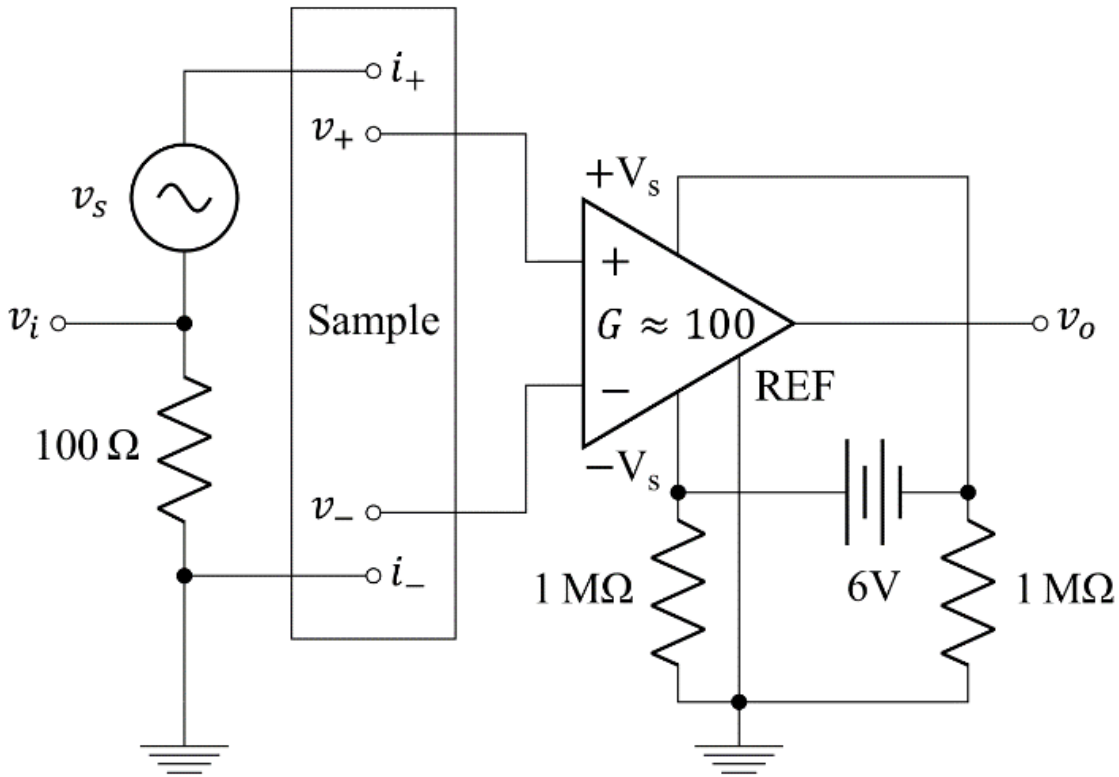 i₊
v₊
+Vₛ
vₛ
+
vᵢ
Sample
G ≈ 100
vₒ
−
REF
100 Ω
−Vₛ
v₋
i₋
1 MΩ
6V
1 MΩ